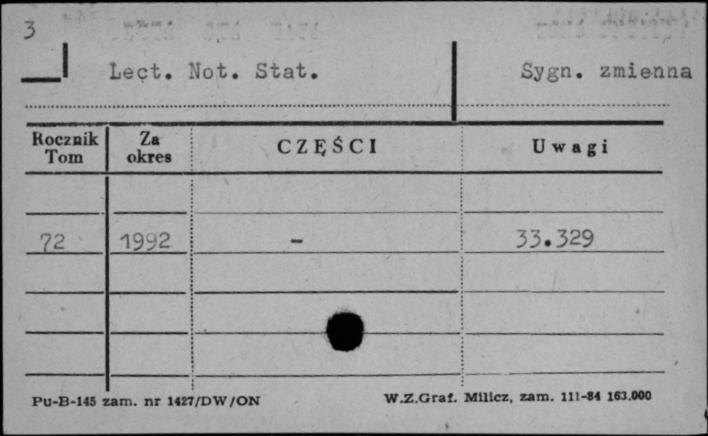 3
Lect. Not. Stat. Sygn. zmienna
Rocznik Tom Za okres CZĘŚCI Uwagi
72 1992 - 33.329
Pu-B-145 zam. nr 1427/DW/ON W.Z.Graf. Milicz, zam. 111-84 163.000